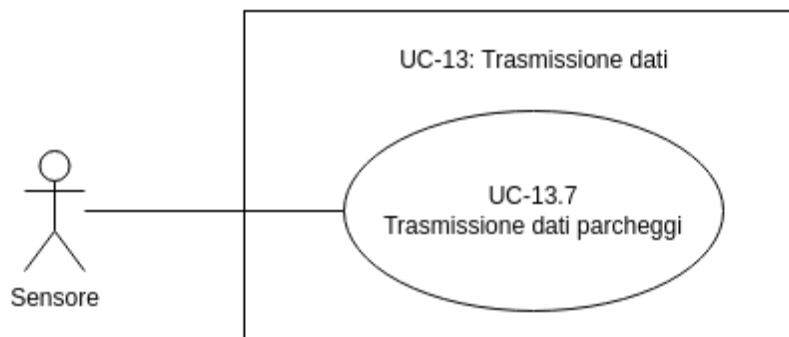 UC-13: Trasmissione dati
UC-13.7
Trasmissione dati parcheggi
Sensore